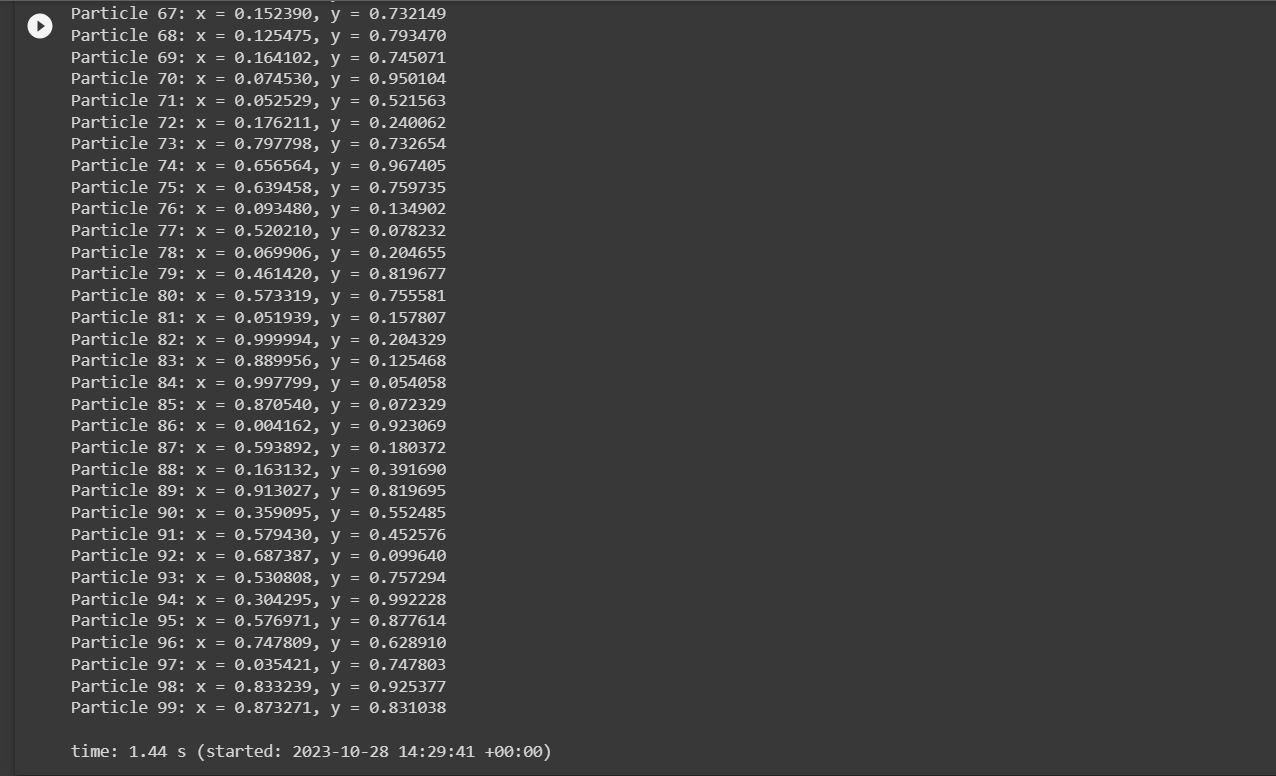 Particle 67: x = 0.152390, y = 0.732149
Particle 68: x = 0.125475, y = 0.793470
Particle 69: x = 0.164102, y = 0.745071
Particle 70: x = 0.074530, y = 0.950104
Particle 71: x = 0.052529, y = 0.521563
Particle 72: x = 0.176211, y = 0.240062
Particle 73: x = 0.797798, y = 0.732654
Particle 74: x = 0.656564, y = 0.967405
Particle 75: x = 0.639458, y = 0.759735
Particle 76: x = 0.093480, y = 0.134902
Particle 77: x = 0.520210, y = 0.078232
Particle 78: x = 0.069906, y = 0.204655
Particle 79: x = 0.461420, y = 0.819677
Particle 80: x = 0.573319, y = 0.755581
Particle 81: x = 0.051939, y = 0.157807
Particle 82: x = 0.999994, y = 0.204329
Particle 83: x = 0.889956, y = 0.125468
Particle 84: x = 0.997799, y = 0.054058
Particle 85: x = 0.870540, y = 0.072329
Particle 86: x = 0.004162, y = 0.923069
Particle 87: x = 0.593892, y = 0.180372
Particle 88: x = 0.163132, y = 0.391690
Particle 89: x = 0.913027, y = 0.819695
Particle 90: x = 0.359095, y = 0.552485
Particle 91: x = 0.579430, y = 0.452576
Particle 92: x = 0.687387, y = 0.099640
Particle 93: x = 0.530808, y = 0.757294
Particle 94: x = 0.304295, y = 0.992228
Particle 95: x = 0.576971, y = 0.877614
Particle 96: x = 0.747809, y = 0.628910
Particle 97: x = 0.035421, y = 0.747803
Particle 98: x = 0.833239, y = 0.925377
Particle 99: x = 0.873271, y = 0.831038
time: 1.44 s (started: 2023-10-28 14:29:41 +00:00)